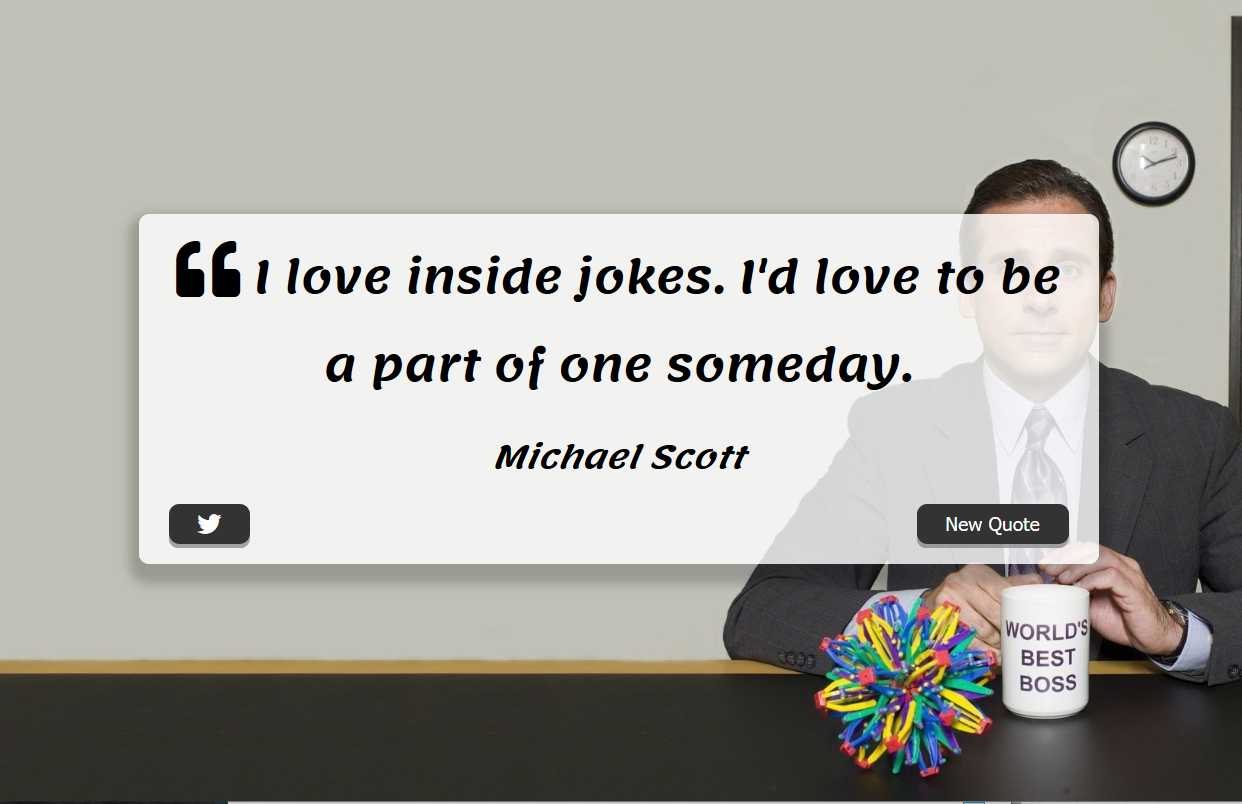 I love inside jokes. I'd love to be
a part of one someday.
Michael Scott
New Quote
WORLD'S
BEST
BOSS